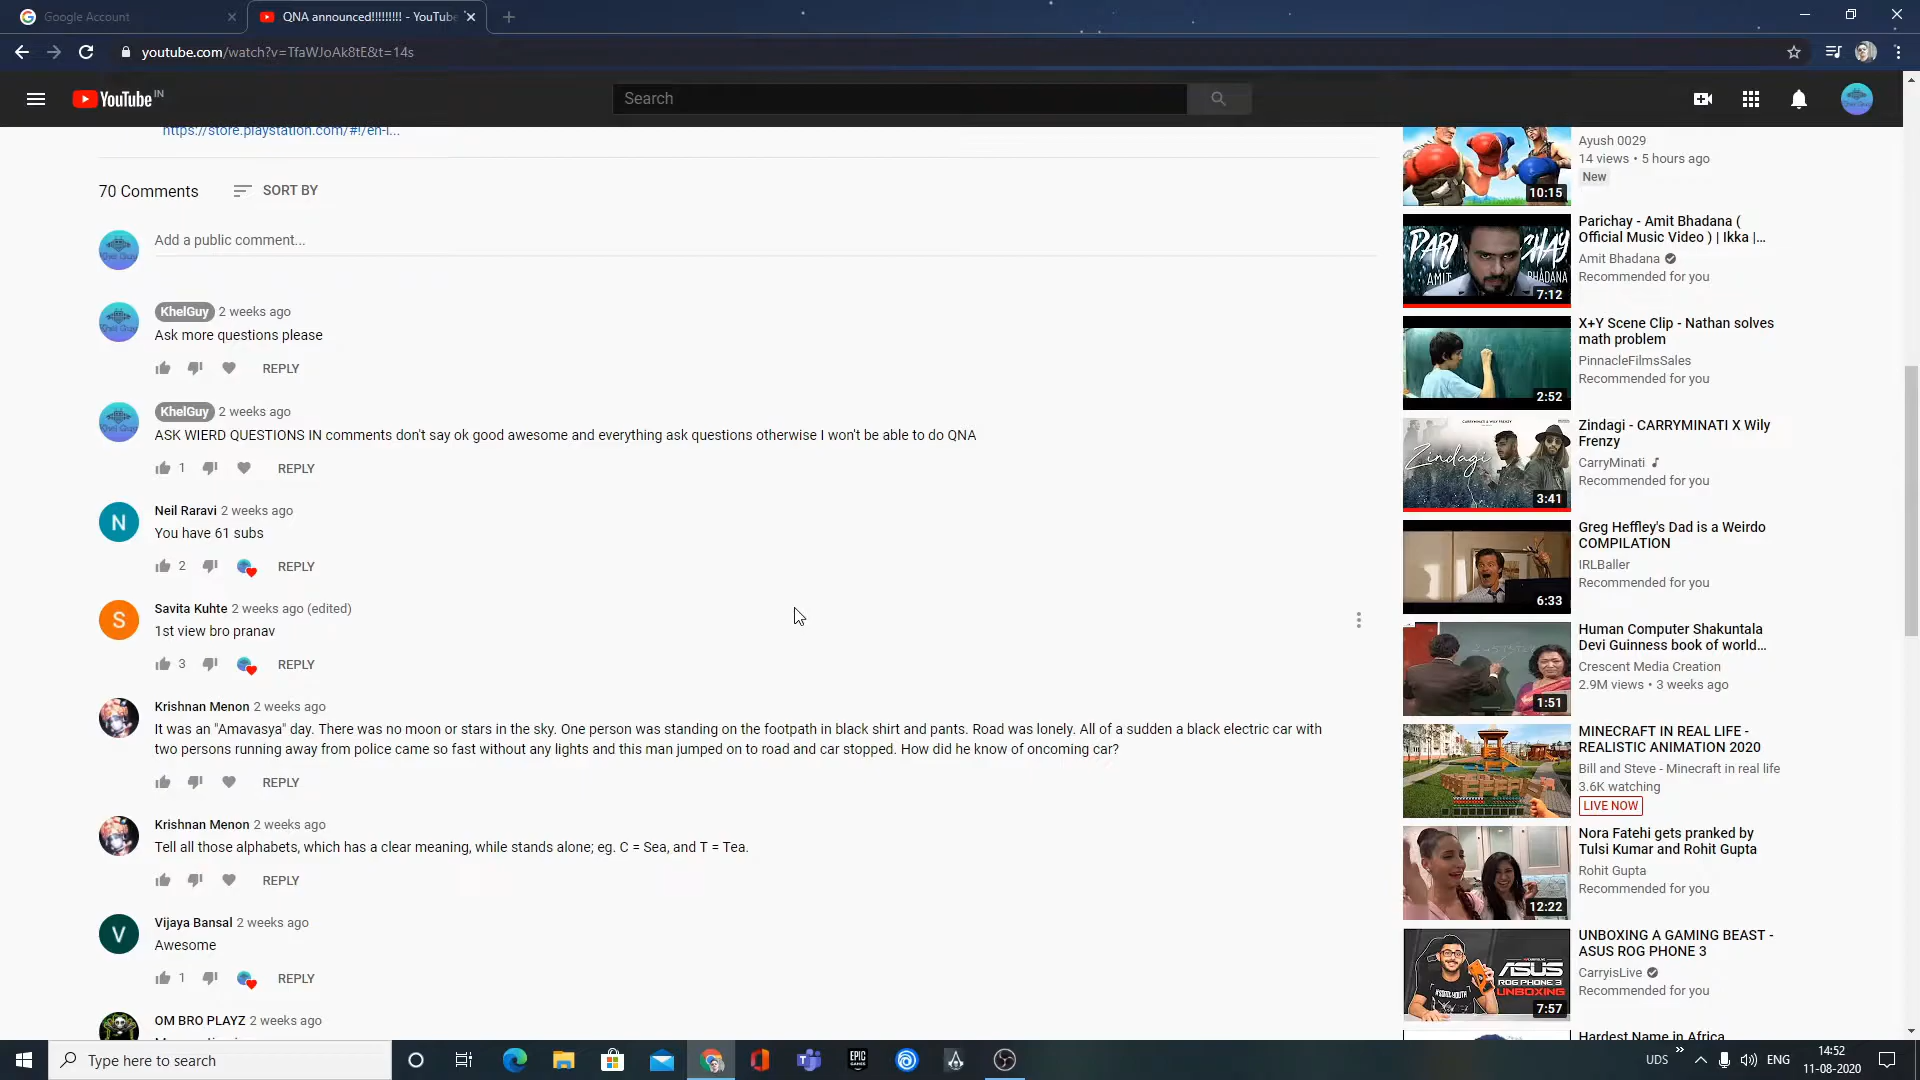 Google Account
QNA announced!!!!!!!!! - YouTube
youtube.com/watch?v=TfaWJoAk8tE&t=14s
YouTube IN
Search
https://store.playstation.com/#!/en-i...
70 Comments
SORT BY
Add a public comment...
KhelGuy 2 weeks ago
Ask more questions please
REPLY
KhelGuy 2 weeks ago
ASK WIERD QUESTIONS IN comments don't say ok good awesome and everything ask questions otherwise I won't be able to do QNA
1 REPLY
Neil Raravi 2 weeks ago
You have 61 subs
2 REPLY
Savita Kuhte 2 weeks ago (edited)
1st view bro pranav
3 REPLY
Krishnan Menon 2 weeks ago
It was an "Amavasya" day. There was no moon or stars in the sky. One person was standing on the footpath in black shirt and pants. Road was lonely. All of a sudden a black electric car with
two persons running away from police came so fast without any lights and this man jumped on to road and car stopped. How did he know of oncoming car?
REPLY
Krishnan Menon 2 weeks ago
Tell all those alphabets, which has a clear meaning, while stands alone; eg. C = Sea, and T = Tea.
REPLY
Vijaya Bansal 2 weeks ago
Awesome
1 REPLY
OM BRO PLAYZ 2 weeks ago
Ayush 0029
14 views • 5 hours ago
New
10:15
Parichay - Amit Bhadana (
Official Music Video ) | Ikka |...
Amit Bhadana
Recommended for you
7:12
X+Y Scene Clip - Nathan solves
math problem
PinnacleFilmsSales
Recommended for you
2:52
Zindagi - CARRYMINATI X Wily
Frenzy
CarryMinati
Recommended for you
Zindagi
3:41
Greg Heffley's Dad is a Weirdo
COMPILATION
IRLBaller
Recommended for you
6:33
Human Computer Shakuntala
Devi Guinness book of world...
Crescent Media Creation
2.9M views • 3 weeks ago
1:51
MINECRAFT IN REAL LIFE -
REALISTIC ANIMATION 2020
Bill and Steve - Minecraft in real life
3.6K watching
LIVE NOW
Nora Fatehi gets pranked by
Tulsi Kumar and Rohit Gupta
Rohit Gupta
Recommended for you
12:22
UNBOXING A GAMING BEAST -
ASUS ROG PHONE 3
CarryisLive
Recommended for you
ASUS
ROG PHONE 3
UNBOXING
7:57
Hardest Name in Africa
Type here to search
UDS
ENG
14:52
11-08-2020